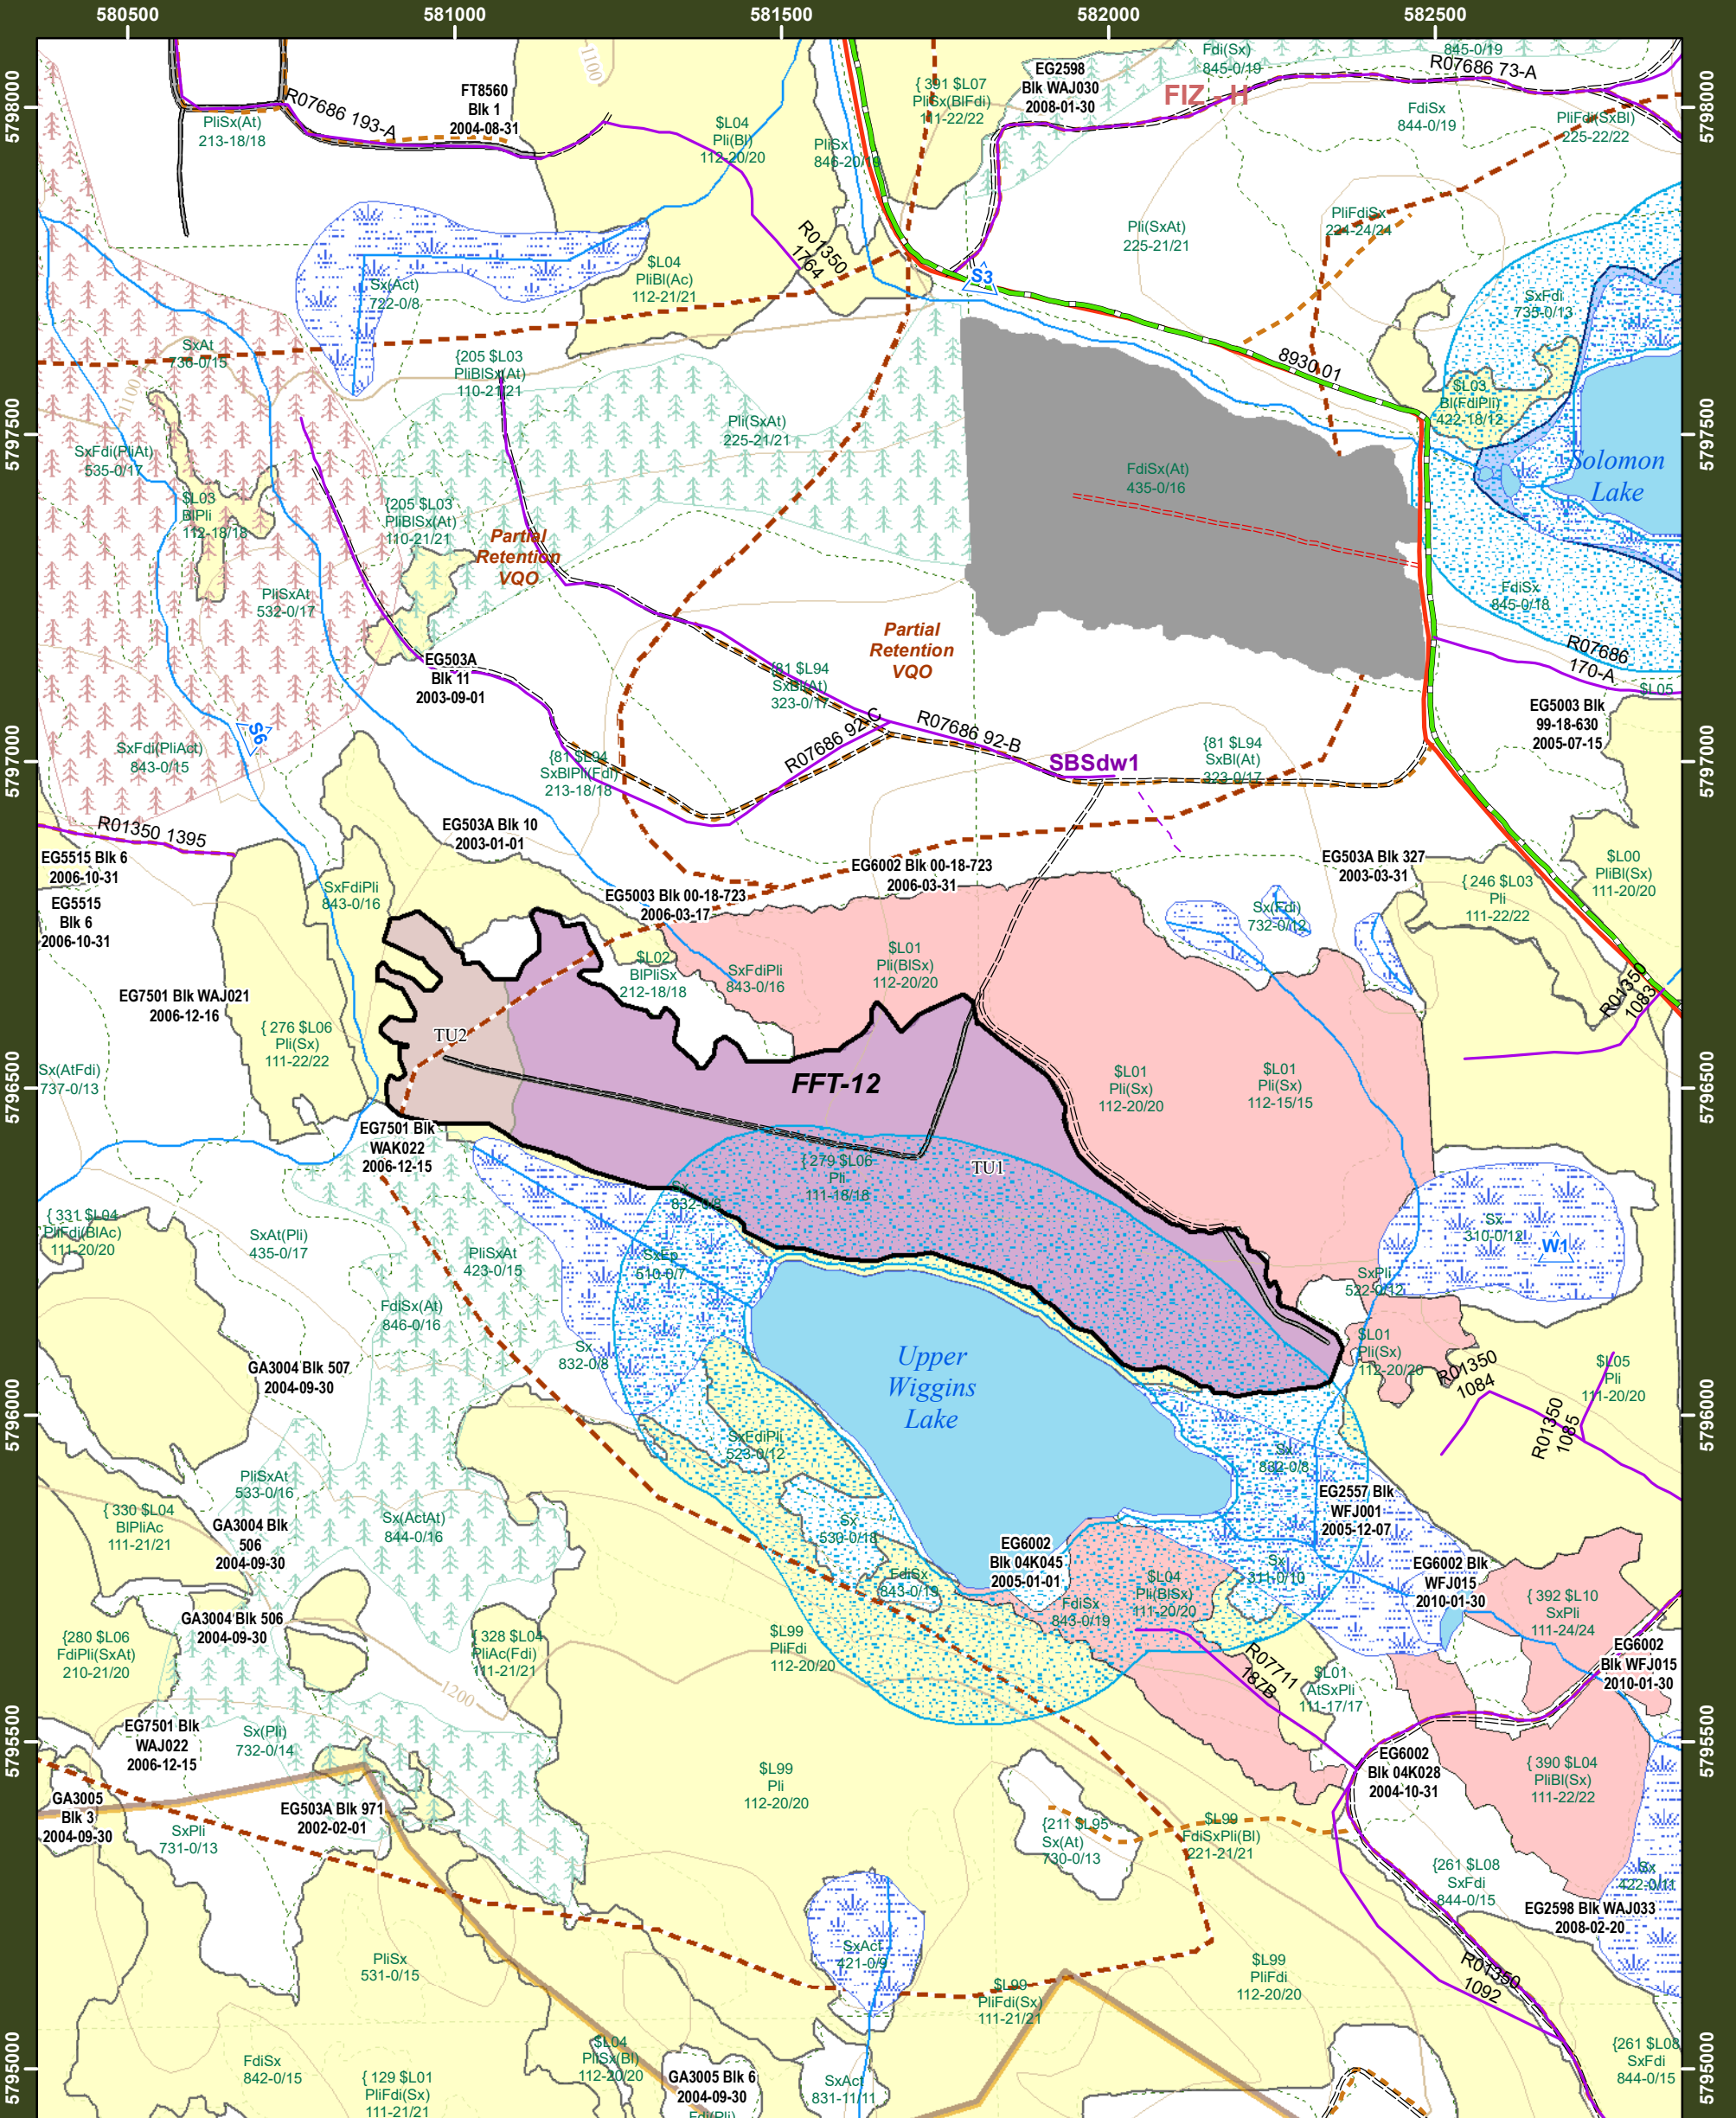 580500
581000
581500
582000
582500
5798000
5797500
5797000
5796500
5796000
5795500
5795000
5798000
5797500
5797000
5796500
5796000
5795500
5795000
R07686 193-A
PliSx(At)
213-18/18
FT8560
Blk 1
2004-08-31
1100
$L04
Pli(Bl)
112-20/20
PliSx
846-20/19
{ 391 $L07
PliSx(BlFdi)
111-22/22
EG2598
Blk WAJ030
2008-01-30
Fdi(Sx)
845-0/19
845-0/19
R07686 73-A
FIZ H
FdiSx
844-0/19
PliFdi(SxBl)
225-22/22
PliFdiSx
224-24/24
Pli(SxAt)
225-21/21
R01350
1764
S3
$L04
PliBl(Ac)
112-21/21
Sx(Act)
722-0/8
SxAt
736-0/15
1100
{205 $L03
PliBlSx(At)
110-21/21
SxFdi
735-0/13
8930-01
$L03
Bl(FdiPli)
422-18/12
Solomon
Lake
Pli(SxAt)
225-21/21
FdiSx(At)
435-0/16
SxFdi(PliAt)
535-0/17
$L03
BlPli
112-18/18
{205 $L03
PliBlSx(At)
110-21/21
Partial
Retention
VQO
PliSxAt
532-0/17
FdiSx
845-0/18
Partial
Retention
VQO
R07686
170-A
$L05
EG503A
Blk 11
2003-09-01
{81 $L94
SxBl(At)
323-0/17
EG5003 Blk
99-18-630
2005-07-15
S6
SxFdi(PliAct)
843-0/15
{81 $L94
SxBlPli(Fdi)
213-18/18
R07686 92-C
R07686 92-B
SBSdw1
{81 $L94
SxBl(At)
323-0/17
R01350 1395
EG503A Blk 10
2003-01-01
EG5515 Blk 6
2006-10-31
EG5515
Blk 6
2006-10-31
SxFdiPli
843-0/16
EG5003 Blk 00-18-723
2006-03-17
EG6002 Blk 00-18-723
2006-03-31
EG503A Blk 327
2003-03-31
$L00
PliBl(Sx)
111-20/20
{ 246 $L03
Pli
111-22/22
Sx(Fdi)
732-0/12
$L02
BlPliSx
212-18/18
SxFdiPli
843-0/16
$L01
Pli(BlSx)
112-20/20
EG7501 Blk WAJ021
2006-12-16
R01350
1083
{ 276 $L06
Pli(Sx)
111-22/22
TU2
Sx(AtFdi)
737-0/13
FFT-12
$L01
Pli(Sx)
112-20/20
$L01
Pli(Sx)
112-15/15
EG7501 Blk
WAK022
2006-12-15
{ 279 $L06
Pli
111-18/18
TU1
Sx
832-0/8
{ 331 $L04
PliFdi(BlAc)
111-20/20
SxAt(Pli)
435-0/17
PliSxAt
423-0/15
SxEp
510-0/7
Sx
310-0/12
W1
SxPli
522-0/12
FdiSx(At)
846-0/16
Sx
832-0/8
Upper
Wiggins
Lake
$L01
Pli(Sx)
112-20/20
R01350
1084
$L05
Pli
111-20/20
GA3004 Blk 507
2004-09-30
R01350
1085
SxEdiPli
523-0/12
Sx
832-0/8
PliSxAt
533-0/16
{ 330 $L04
BlPliAc
111-21/21
GA3004 Blk
506
2004-09-30
Sx(ActAt)
844-0/16
Sx
530-0/18
EG2557 Blk
WFJ001
2005-12-07
EG6002
Blk 04K045
2005-01-01
EG6002 Blk
WFJ015
2010-01-30
Sx
311-0/10
FdiSx
843-0/19
FdiSx
843-0/19
$L04
Pli(BlSx)
111-20/20
{ 392 $L10
SxPli
111-24/24
GA3004 Blk 506
2004-09-30
{280 $L06
FdiPli(SxAt)
210-21/20
{ 328 $L04
PliAc(Fdi)
111-21/21
$L99
PliFdi
112-20/20
R07711
187B
$L01
AtSxPli
111-17/17
EG6002
Blk WFJ015
2010-01-30
1200
EG7501 Blk
WAJ022
2006-12-15
Sx(Pli)
732-0/14
$L99
Pli
112-20/20
EG6002
Blk 04K028
2004-10-31
{ 390 $L04
PliBl(Sx)
111-22/22
GA3005
Blk 3
2004-09-30
EG503A Blk 971
2002-02-01
SxPli
731-0/13
{211 $L95
Sx(At)
730-0/13
$L99
FdiSxPli(Bl)
221-21/21
{261 $L08
SxFdi
844-0/15
Sx
422-0/11
EG2598 Blk WAJ033
2008-02-20
PliSx
531-0/15
SxAct
421-0/9
$L99
PliFdi(Sx)
111-21/21
$L99
PliFdi
112-20/20
R01350
1092
FdiSx
842-0/15
{ 129 $L01
PliFdi(Sx)
111-21/21
$L04
PliSx(Bl)
112-20/20
GA3005 Blk 6
2004-09-30
Fdi(Pli)
SxAct
831-11/11
{261 $L08
SxFdi
844-0/15